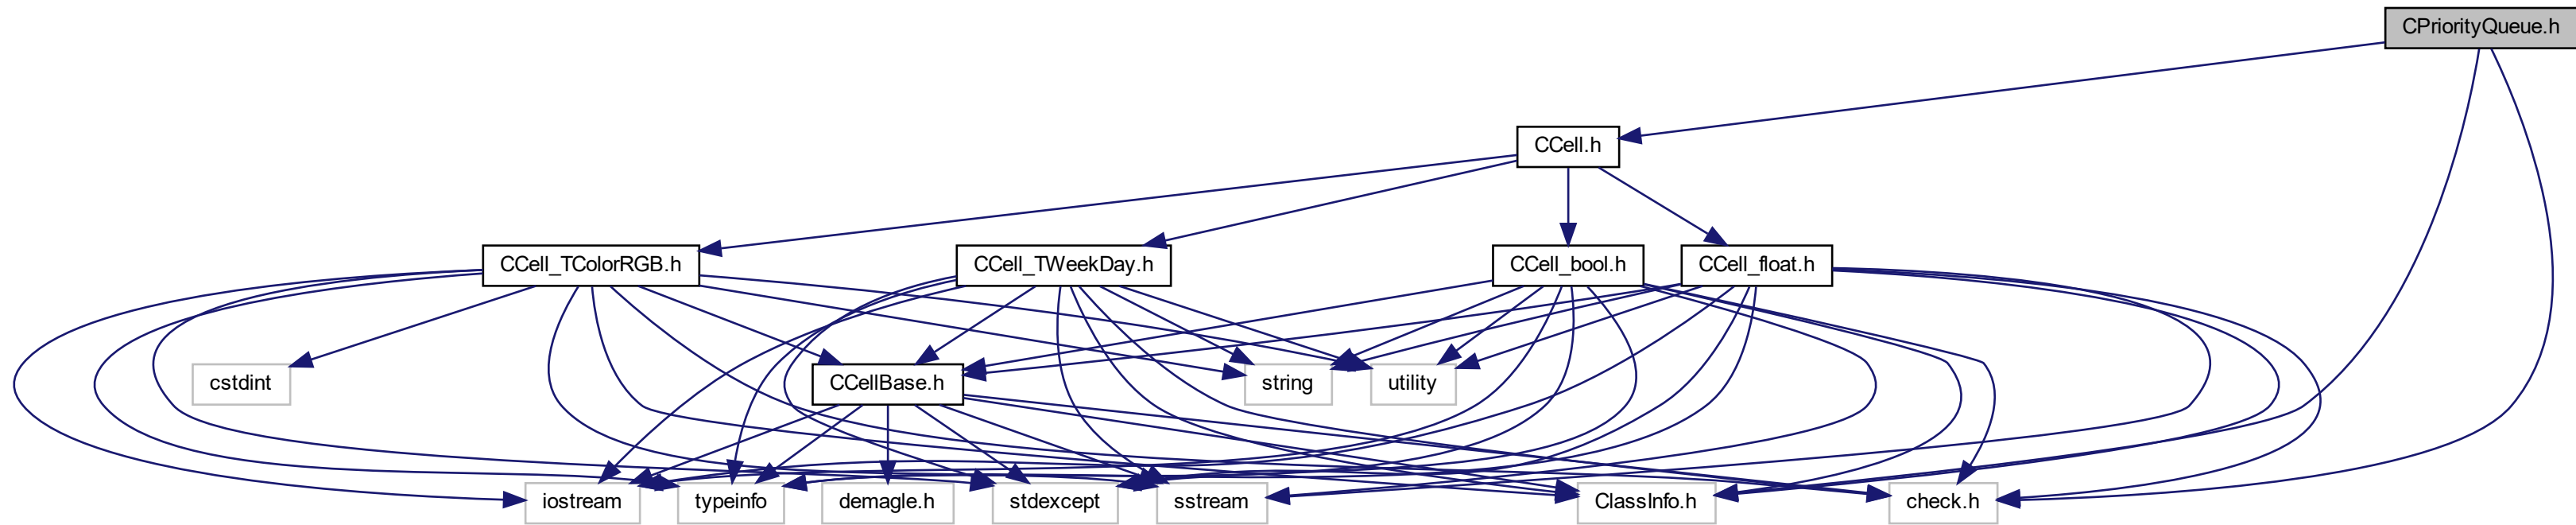 CPriorityQueue.h
CCell.h
CCell_TColorRGB.h
CCell_TWeekDay.h
CCell_bool.h
CCell_float.h
cstdint
CCellBase.h
string
utility
iostream
typeinfo
demagle.h
stdexcept
sstream
ClassInfo.h
check.h